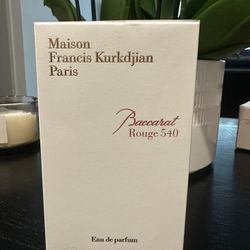 Maison
Francis Kurkdjian
Paris
Baccarat
Rouge 540
Eau de parfum